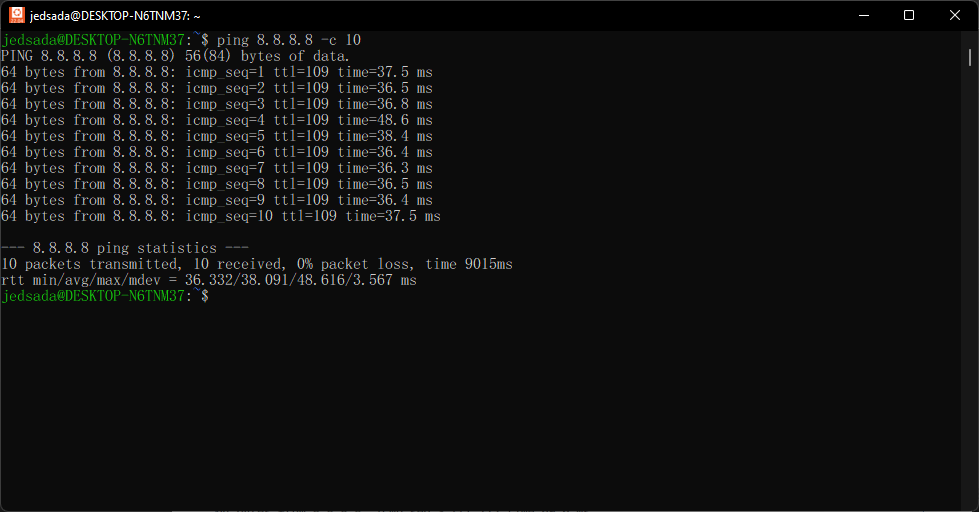 jedsada@DESKTOP-N6TNM37: ~
jedsada@DESKTOP-N6TNM37:~$ ping 8.8.8.8 -c 10
PING 8.8.8.8 (8.8.8.8) 56(84) bytes of data.
64 bytes from 8.8.8.8: icmp_seq=1 ttl=109 time=37.5 ms
64 bytes from 8.8.8.8: icmp_seq=2 ttl=109 time=36.5 ms
64 bytes from 8.8.8.8: icmp_seq=3 ttl=109 time=36.8 ms
64 bytes from 8.8.8.8: icmp_seq=4 ttl=109 time=48.6 ms
64 bytes from 8.8.8.8: icmp_seq=5 ttl=109 time=38.4 ms
64 bytes from 8.8.8.8: icmp_seq=6 ttl=109 time=36.4 ms
64 bytes from 8.8.8.8: icmp_seq=7 ttl=109 time=36.3 ms
64 bytes from 8.8.8.8: icmp_seq=8 ttl=109 time=36.5 ms
64 bytes from 8.8.8.8: icmp_seq=9 ttl=109 time=36.4 ms
64 bytes from 8.8.8.8: icmp_seq=10 ttl=109 time=37.5 ms
--- 8.8.8.8 ping statistics ---
10 packets transmitted, 10 received, 0% packet loss, time 9015ms
rtt min/avg/max/mdev = 36.332/38.091/48.616/3.567 ms
jedsada@DESKTOP-N6TNM37:~$